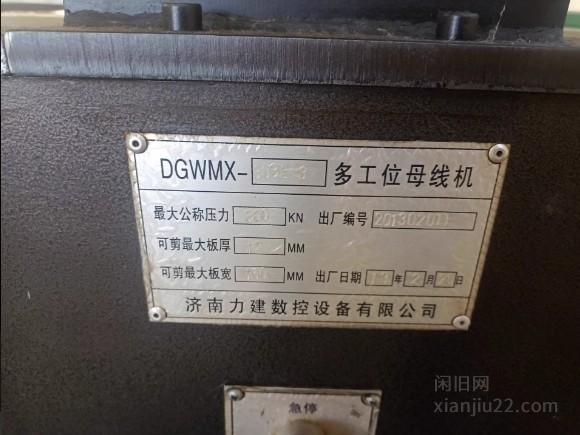 DGWMX- 多工位母线机
最大公称压力 KN 出厂编号 20130201
可剪最大板厚 MM
可剪最大板宽 MM 出厂日期 年 月 日
济南力建数控设备有限公司
急停
闲旧网
xianjiu22.com